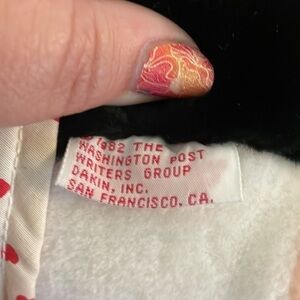 © 1982 THE
WASHINGTON POST
WRITERS GROUP
DAKIN, INC.
SAN FRANCISCO, CA.